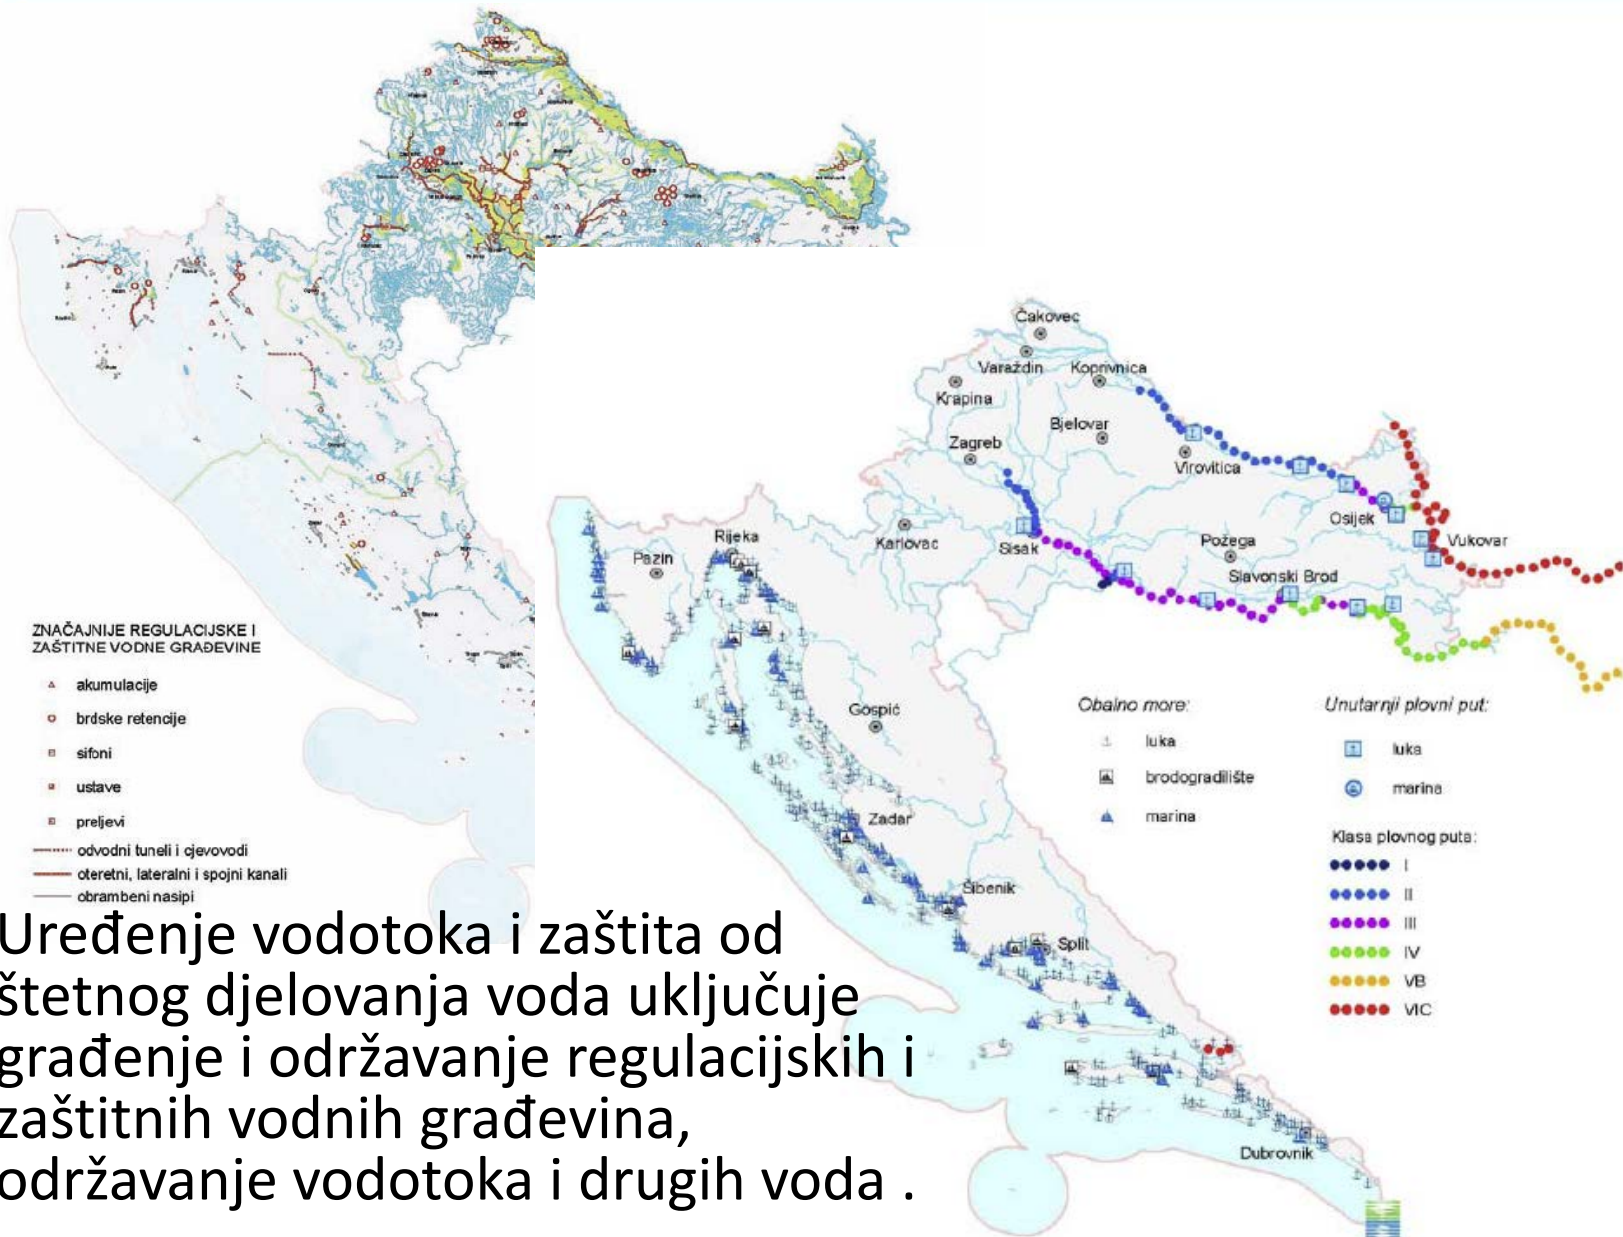 ZNAČAJNIJE REGULACIJSKE I
ZAŠTITNE VODNE GRAĐEVINE
akumulacije
brdske retencije
sifoni
ustave
preljevi
odvodni tuneli i cjevovodi
oteretni, lateralni i spojni kanali
obrambeni nasipi
Čakovec
Varaždin
Koprivnica
Krapina
Bjelovar
Zagreb
Virovitica
Osijek
Rijeka
Karlovac
Sisak
Požega
Vukovar
Pazin
Slavonski Brod
Gospić
Zadar
Šibenik
Split
Dubrovnik
Obalno more:
luka
brodogradilište
marina
Unutarnji plovni put:
luka
marina
Klasa plovnog puta:
I
II
III
IV
VB
VIC
Uređenje vodotoka i zaštita od
štetnog djelovanja voda uključuje
građenje i održavanje regulacijskih i
zaštitnih vodnih građevina,
održavanje vodotoka i drugih voda .